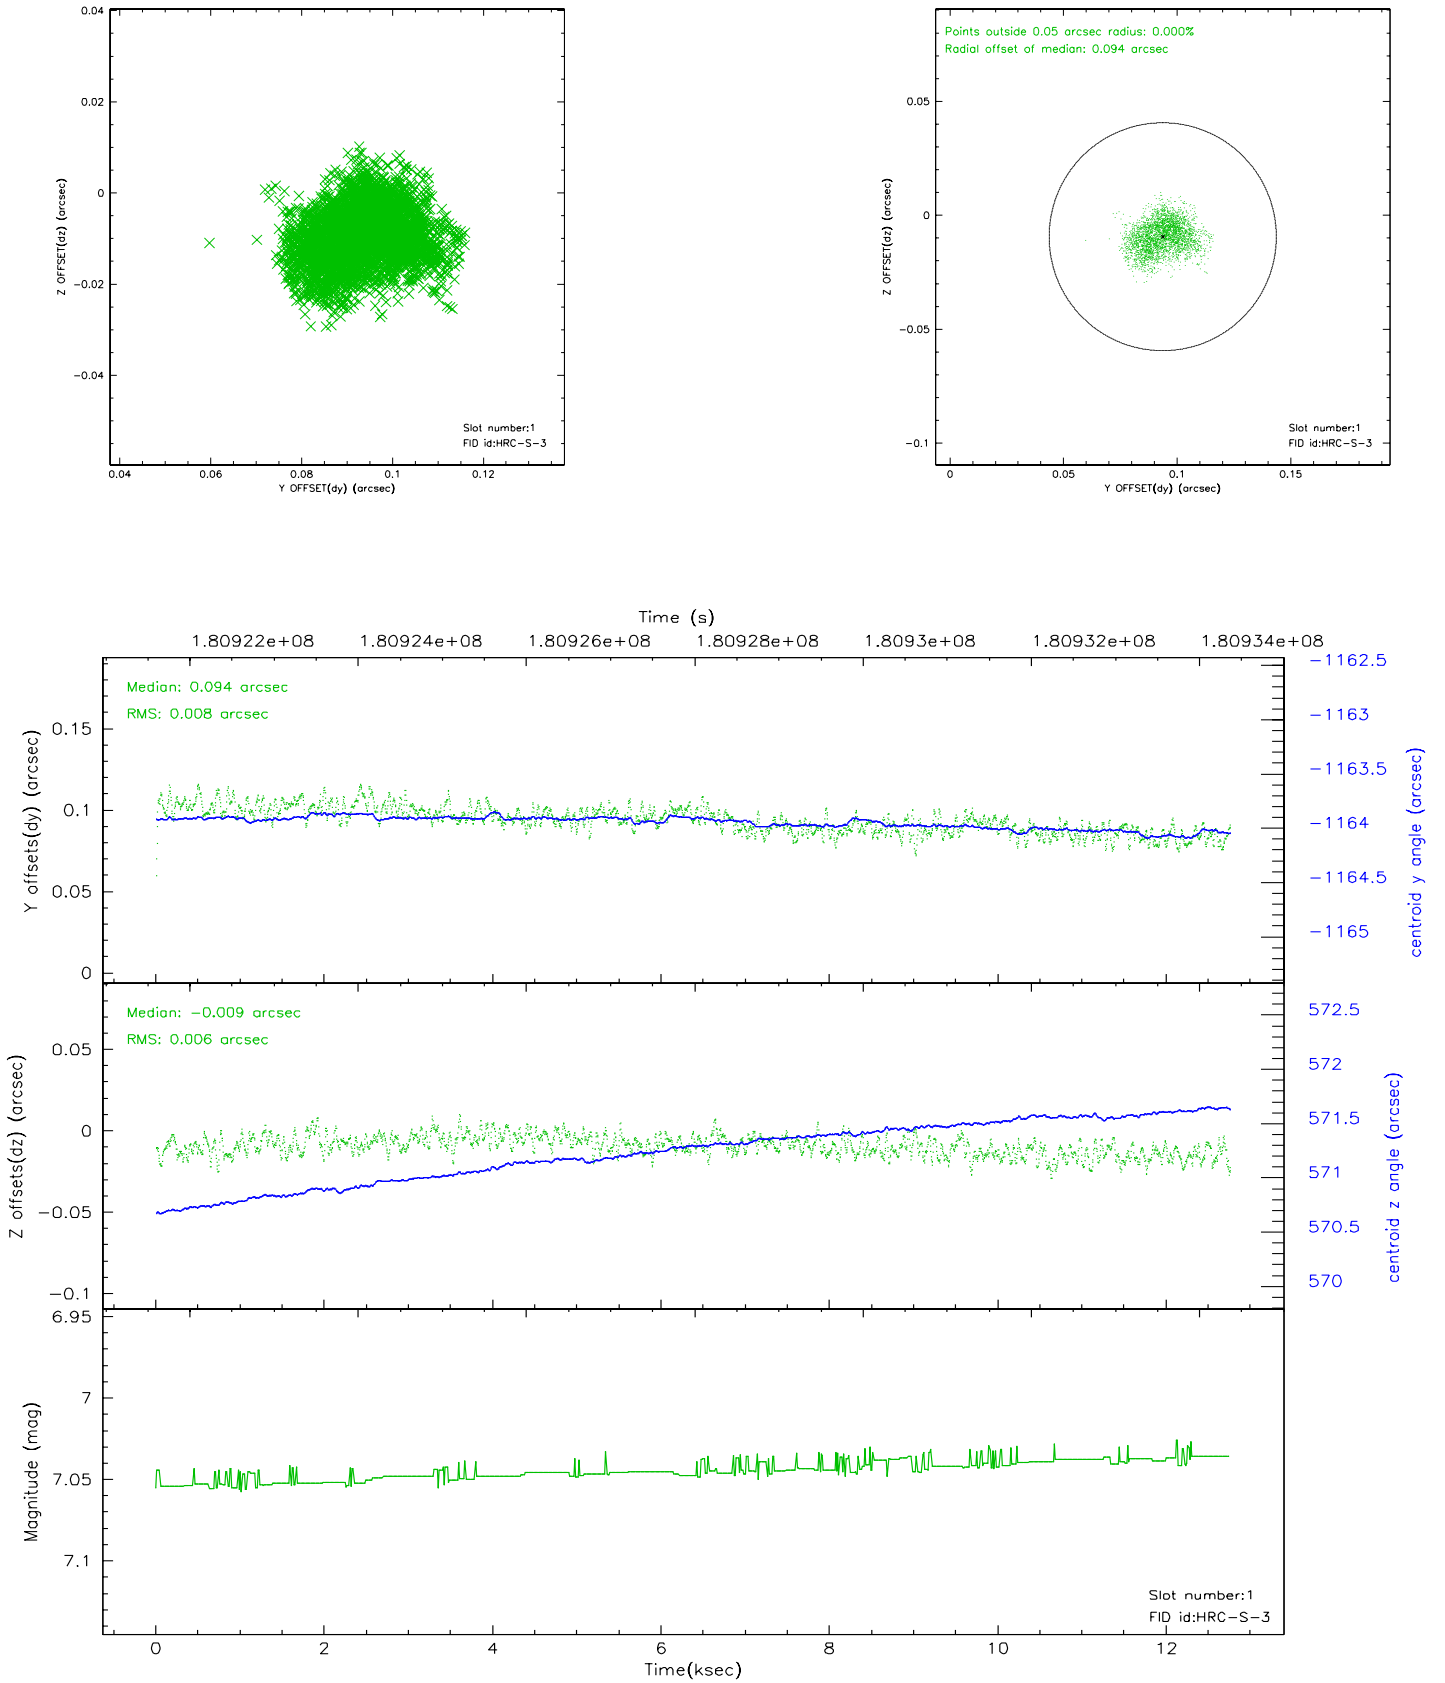 0.04
0.02
0
−0.02
−0.04
Z OFFSET(dz) (arcsec)
Slot number:1
FID id:HRC−S−3
0.04 0.06 0.08 0.1 0.12
Y OFFSET(dy) (arcsec)
Points outside 0.05 arcsec radius: 0.000%
Radial offset of median: 0.094 arcsec
0.05
0
−0.05
−0.1
Z OFFSET(dz) (arcsec)
Slot number:1
FID id:HRC−S−3
0 0.05 0.1 0.15
Y OFFSET(dy) (arcsec)
Time (s)
1.80922e+08 1.80924e+08 1.80926e+08 1.80928e+08 1.8093e+08 1.80932e+08 1.80934e+08
Median: 0.094 arcsec
RMS: 0.008 arcsec
0.15
0.1
0.05
0
Y offsets(dy) (arcsec)
−1162.5
−1163
−1163.5
−1164
−1164.5
−1165
centroid y angle (arcsec)
Median: −0.009 arcsec
RMS: 0.006 arcsec
0.05
0
−0.05
−0.1
Z offsets(dz) (arcsec)
572.5
572
571.5
571
570.5
570
centroid z angle (arcsec)
6.95
7
7.05
7.1
Magnitude (mag)
Slot number:1
FID id:HRC−S−3
0 2 4 6 8 10 12
Time(ksec)